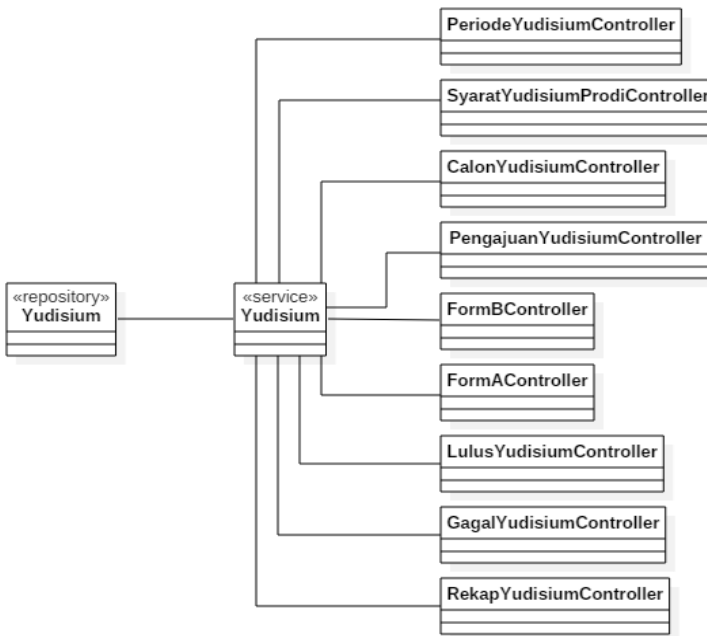 PeriodeYudisiumController
SyaratYudisiumProdiController
CalonYudisiumController
PengajuanYudisiumController
«repository»
Yudisium
«service»
Yudisium
FormBController
FormAController
LulusYudisiumController
GagalYudisiumController
RekapYudisiumController